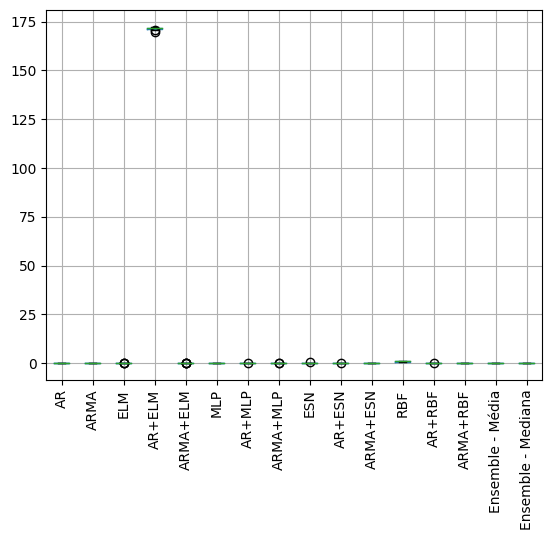 175
150
125
100
75
50
25
0
AR
ARMA
ELM
AR+ELM
ARMA+ELM
MLP
AR+MLP
ARMA+MLP
ESN
AR+ESN
ARMA+ESN
RBF
AR+RBF
ARMA+RBF
Ensemble - Média
Ensemble - Mediana